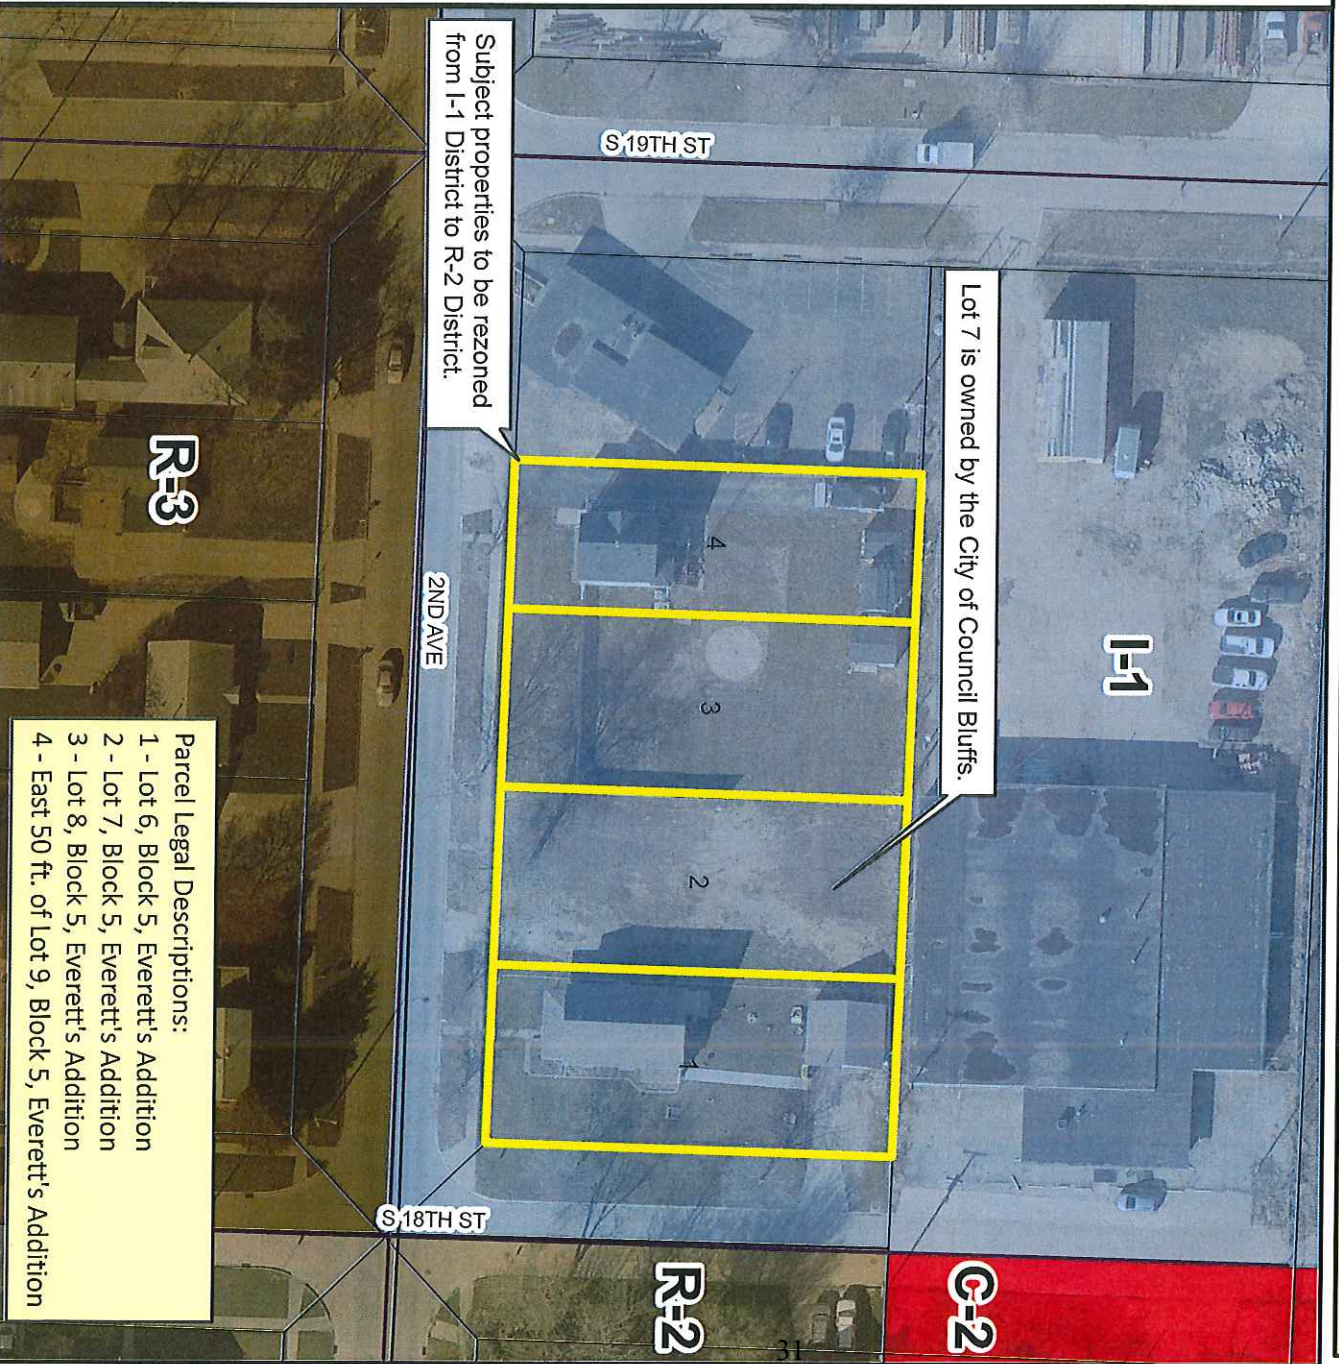 Subject properties to be rezoned
from I-1 District to R-2 District.
Lot 7 is owned by the City of Council Bluffs.
S 19TH ST
I-1
4
3
2
1
2ND AVE
S 18TH ST
R-3
R-2
C-2
Parcel Legal Descriptions:
1 - Lot 6, Block 5, Everett's Addition
2 - Lot 7, Block 5, Everett's Addition
3 - Lot 8, Block 5, Everett's Addition
4 - East 50 ft. of Lot 9, Block 5, Everett's Addition
31